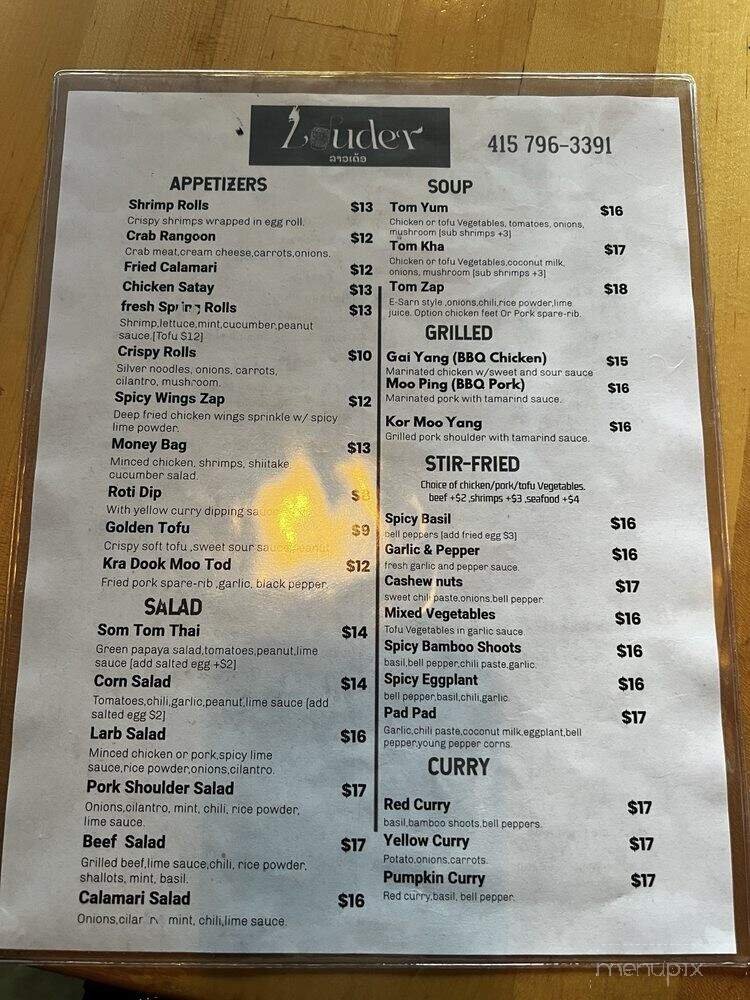 Louder
ລາວເດ້ີ
415 796-3391
APPETIZERS
Shrimp Rolls $13
Crispy shrimps wrapped in egg roll.
Crab Rangoon $12
Crab meat,cream cheese,carrots,onions.
Fried Calamari $12
Chicken Satay $13
fresh Spring Rolls $13
Shrimp,lettuce,mint,cucumber,peanut
sauce.[Tofu $12]
Crispy Rolls $10
Silver noodles, onions, carrots,
cilantro, mushroom.
Spicy Wings Zap $12
Deep fried chicken wings sprinkle w/ spicy
lime powder.
Money Bag $13
Minced chicken, shrimps, shiitake,
cucumber salad.
Roti Dip $8
With yellow curry dipping sauce
Golden Tofu $9
Crispy soft tofu ,sweet sour sauce,peanut
Kra Dook Moo Tod $12
Fried pork spare-rib ,garlic, black pepper.
SALAD
Som Tom Thai $14
Green papaya salad,tomatoes,peanut,lime
sauce [add salted egg +$2]
Corn Salad $14
Tomatoes,chili,garlic,peanut,lime sauce [add
salted egg $2]
Larb Salad $16
Minced chicken or pork,spicy lime
sauce,rice powder,onions,cilantro.
Pork Shoulder Salad $17
Onions,cilantro, mint, chili, rice powder,
lime sauce.
Beef Salad $17
Grilled beef,lime sauce,chili, rice powder,
shallots, mint, basil.
Calamari Salad $16
Onions, mint, chili,lime sauce.
SOUP
Tom Yum $16
Chicken or tofu Vegetables, tomatoes, onions,
mushroom [sub shrimps +3]
Tom Kha $17
Chicken or tofu Vegetables,coconut milk,
onions, mushroom [sub shrimps +3]
Tom Zap $18
E-Sarn style ,onions,chili,rice powder,lime
juice. Option chicken feet Or Pork spare-rib.
GRILLED
Gai Yang (BBQ Chicken) $15
Marinated chicken w/sweet and sour sauce
Moo Ping (BBQ Pork) $16
Marinated pork with tamarind sauce.
Kor Moo Yang $16
Grilled pork shoulder with tamarind sauce.
STIR-FRIED
Choice of chicken/pork/tofu Vegetables.
beef +$2 ,shrimps +$3 ,seafood +$4
Spicy Basil $16
bell peppers [add fried egg $3]
Garlic & Pepper $16
fresh garlic and pepper sauce.
Cashew nuts $17
sweet chili paste,onions,bell pepper.
Mixed Vegetables $16
Tofu Vegetables in garlic sauce.
Spicy Bamboo Shoots $16
basil,bell pepper,chili paste,garlic.
Spicy Eggplant $16
bell pepper,basil,chili,garlic.
Pad Pad $17
Garlic,chili paste,coconut milk,eggplant,bell
pepper,young pepper corns.
CURRY
Red Curry $17
basil,bamboo shoots,bell peppers.
Yellow Curry $17
Potato,onions,carrots.
Pumpkin Curry $17
Red curry,basil, bell pepper.
menupix